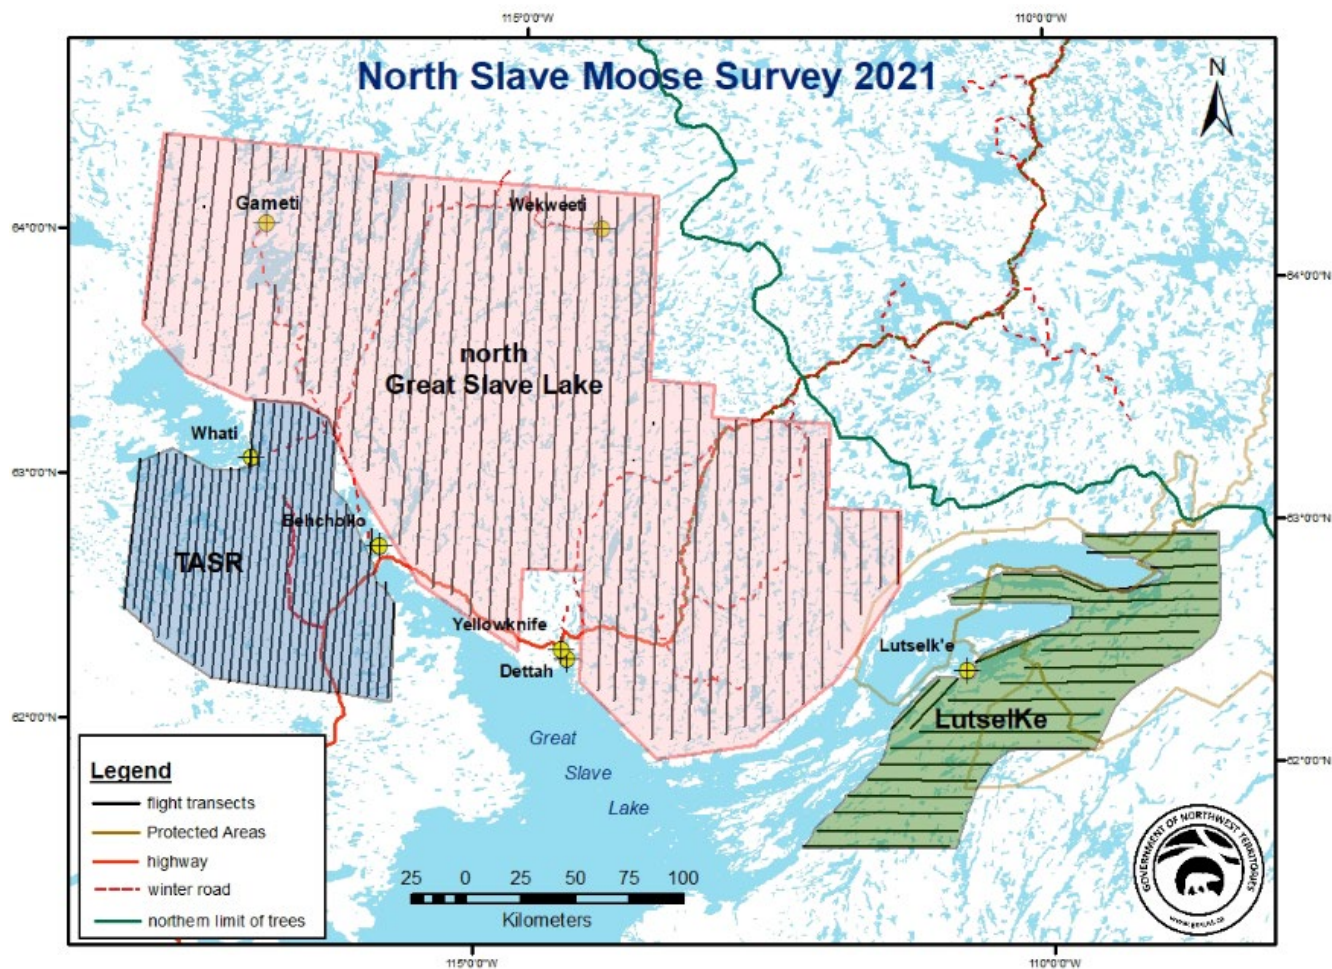 115°0'0"W
110°0'0"W
North Slave Moose Survey 2021
N
Gameti
Wekweeti
64°0'0"N
64°0'0"N
north
Great Slave Lake
Whati
63°0'0"N
63°0'0"N
Behchoko
TASR
Yellowknife
Lutselk'e
Dettah
62°0'0"N
62°0'0"N
LutselKe
Great
Slave
Lake
Legend
flight transects
Protected Areas
highway
winter road
northern limit of trees
25 0 25 50 75 100
Kilometers
GOVERNMENT OF NORTHWEST TERRITORIES
115°0'0"W
110°0'0"W